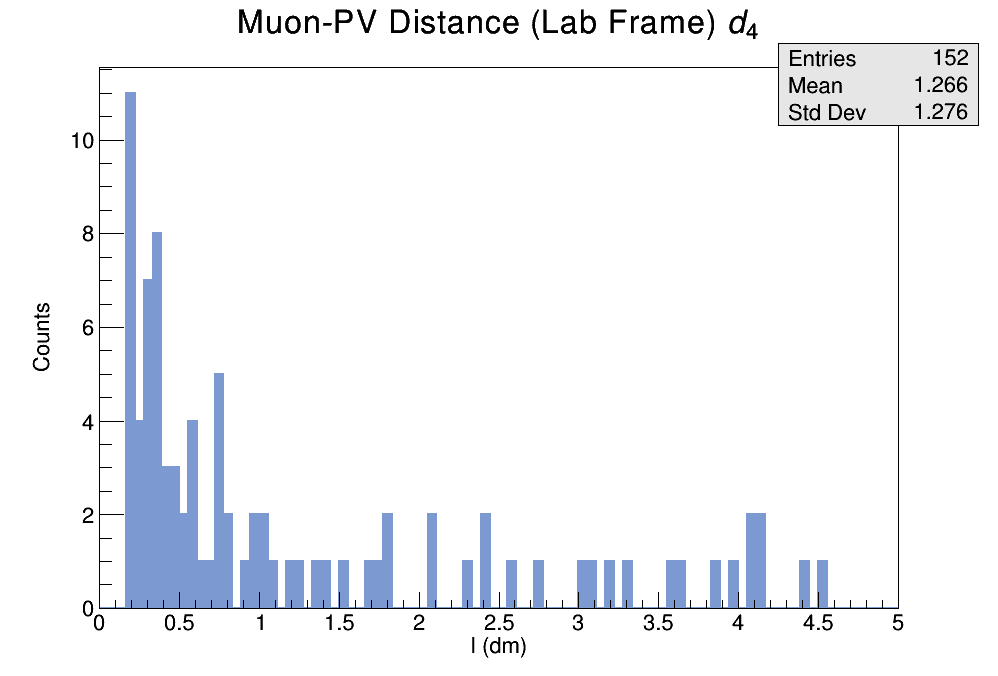 Muon-PV Distance (Lab Frame) d4
Entries 152
Mean 1.266
Std Dev 1.276
10
8
6
4
2
0
Counts
0 0.5 1 1.5 2 2.5 3 3.5 4 4.5 5
l (dm)